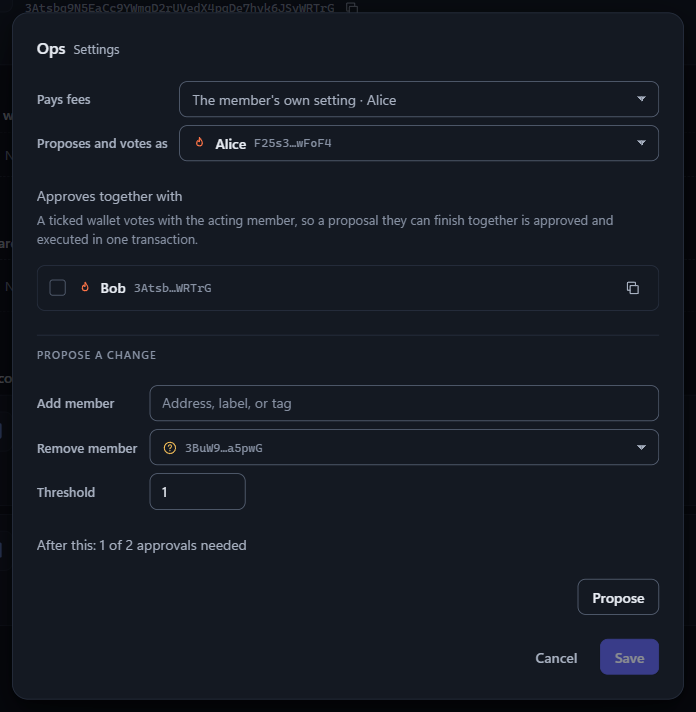 3Atsbq9N5EaCc9YWmqD2rUVedX4pqDe7hyk6J5yWRTrG
Ops Settings
Pays fees The member's own setting · Alice
Proposes and votes as Alice F25s3…wFoF4
Approves together with
A ticked wallet votes with the acting member, so a proposal they can finish together is approved and
executed in one transaction.
Bob 3Atsb…WRTrG
PROPOSE A CHANGE
Add member Address, label, or tag
Remove member 3BuW9…a5pwG
Threshold 1
After this: 1 of 2 approvals needed
Propose
Cancel Save